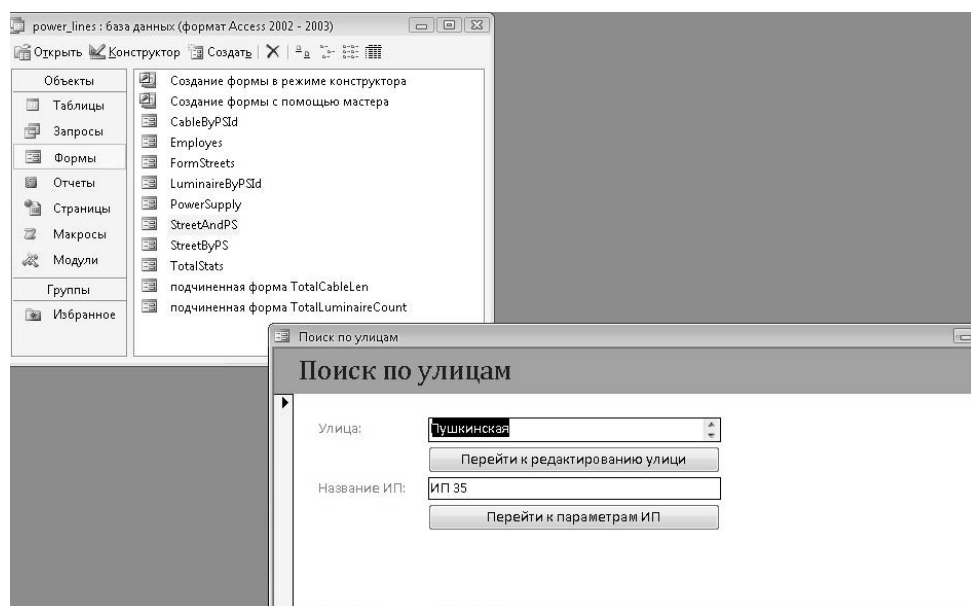 power_lines : база данных (формат Access 2002 - 2003)
Открыть Конструктор Создать
Объекты
Таблицы
Запросы
Формы
Отчеты
Страницы
Макросы
Модули
Группы
Избранное
Создание формы в режиме конструктора
Создание формы с помощью мастера
CableByPSId
Employes
FormStreets
LuminaireByPSId
PowerSupply
StreetAndPS
StreetByPS
TotalStats
подчиненная форма TotalCableLen
подчиненная форма TotalLuminaireCount
Поиск по улицам
Поиск по улицам
Улица: Пушкинская
Перейти к редактированию улици
Название ИП: ИП 35
Перейти к параметрам ИП